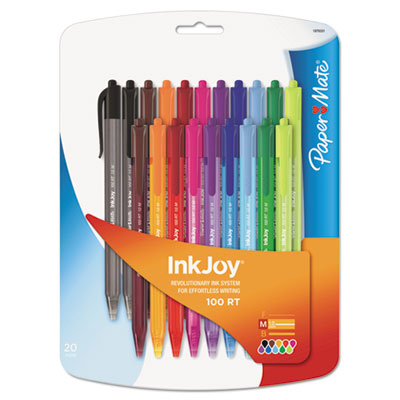 Paper Mate
InkJoy®
REVOLUTIONARY INK SYSTEM
FOR EFFORTLESS WRITING
100 RT
F
M
B
20